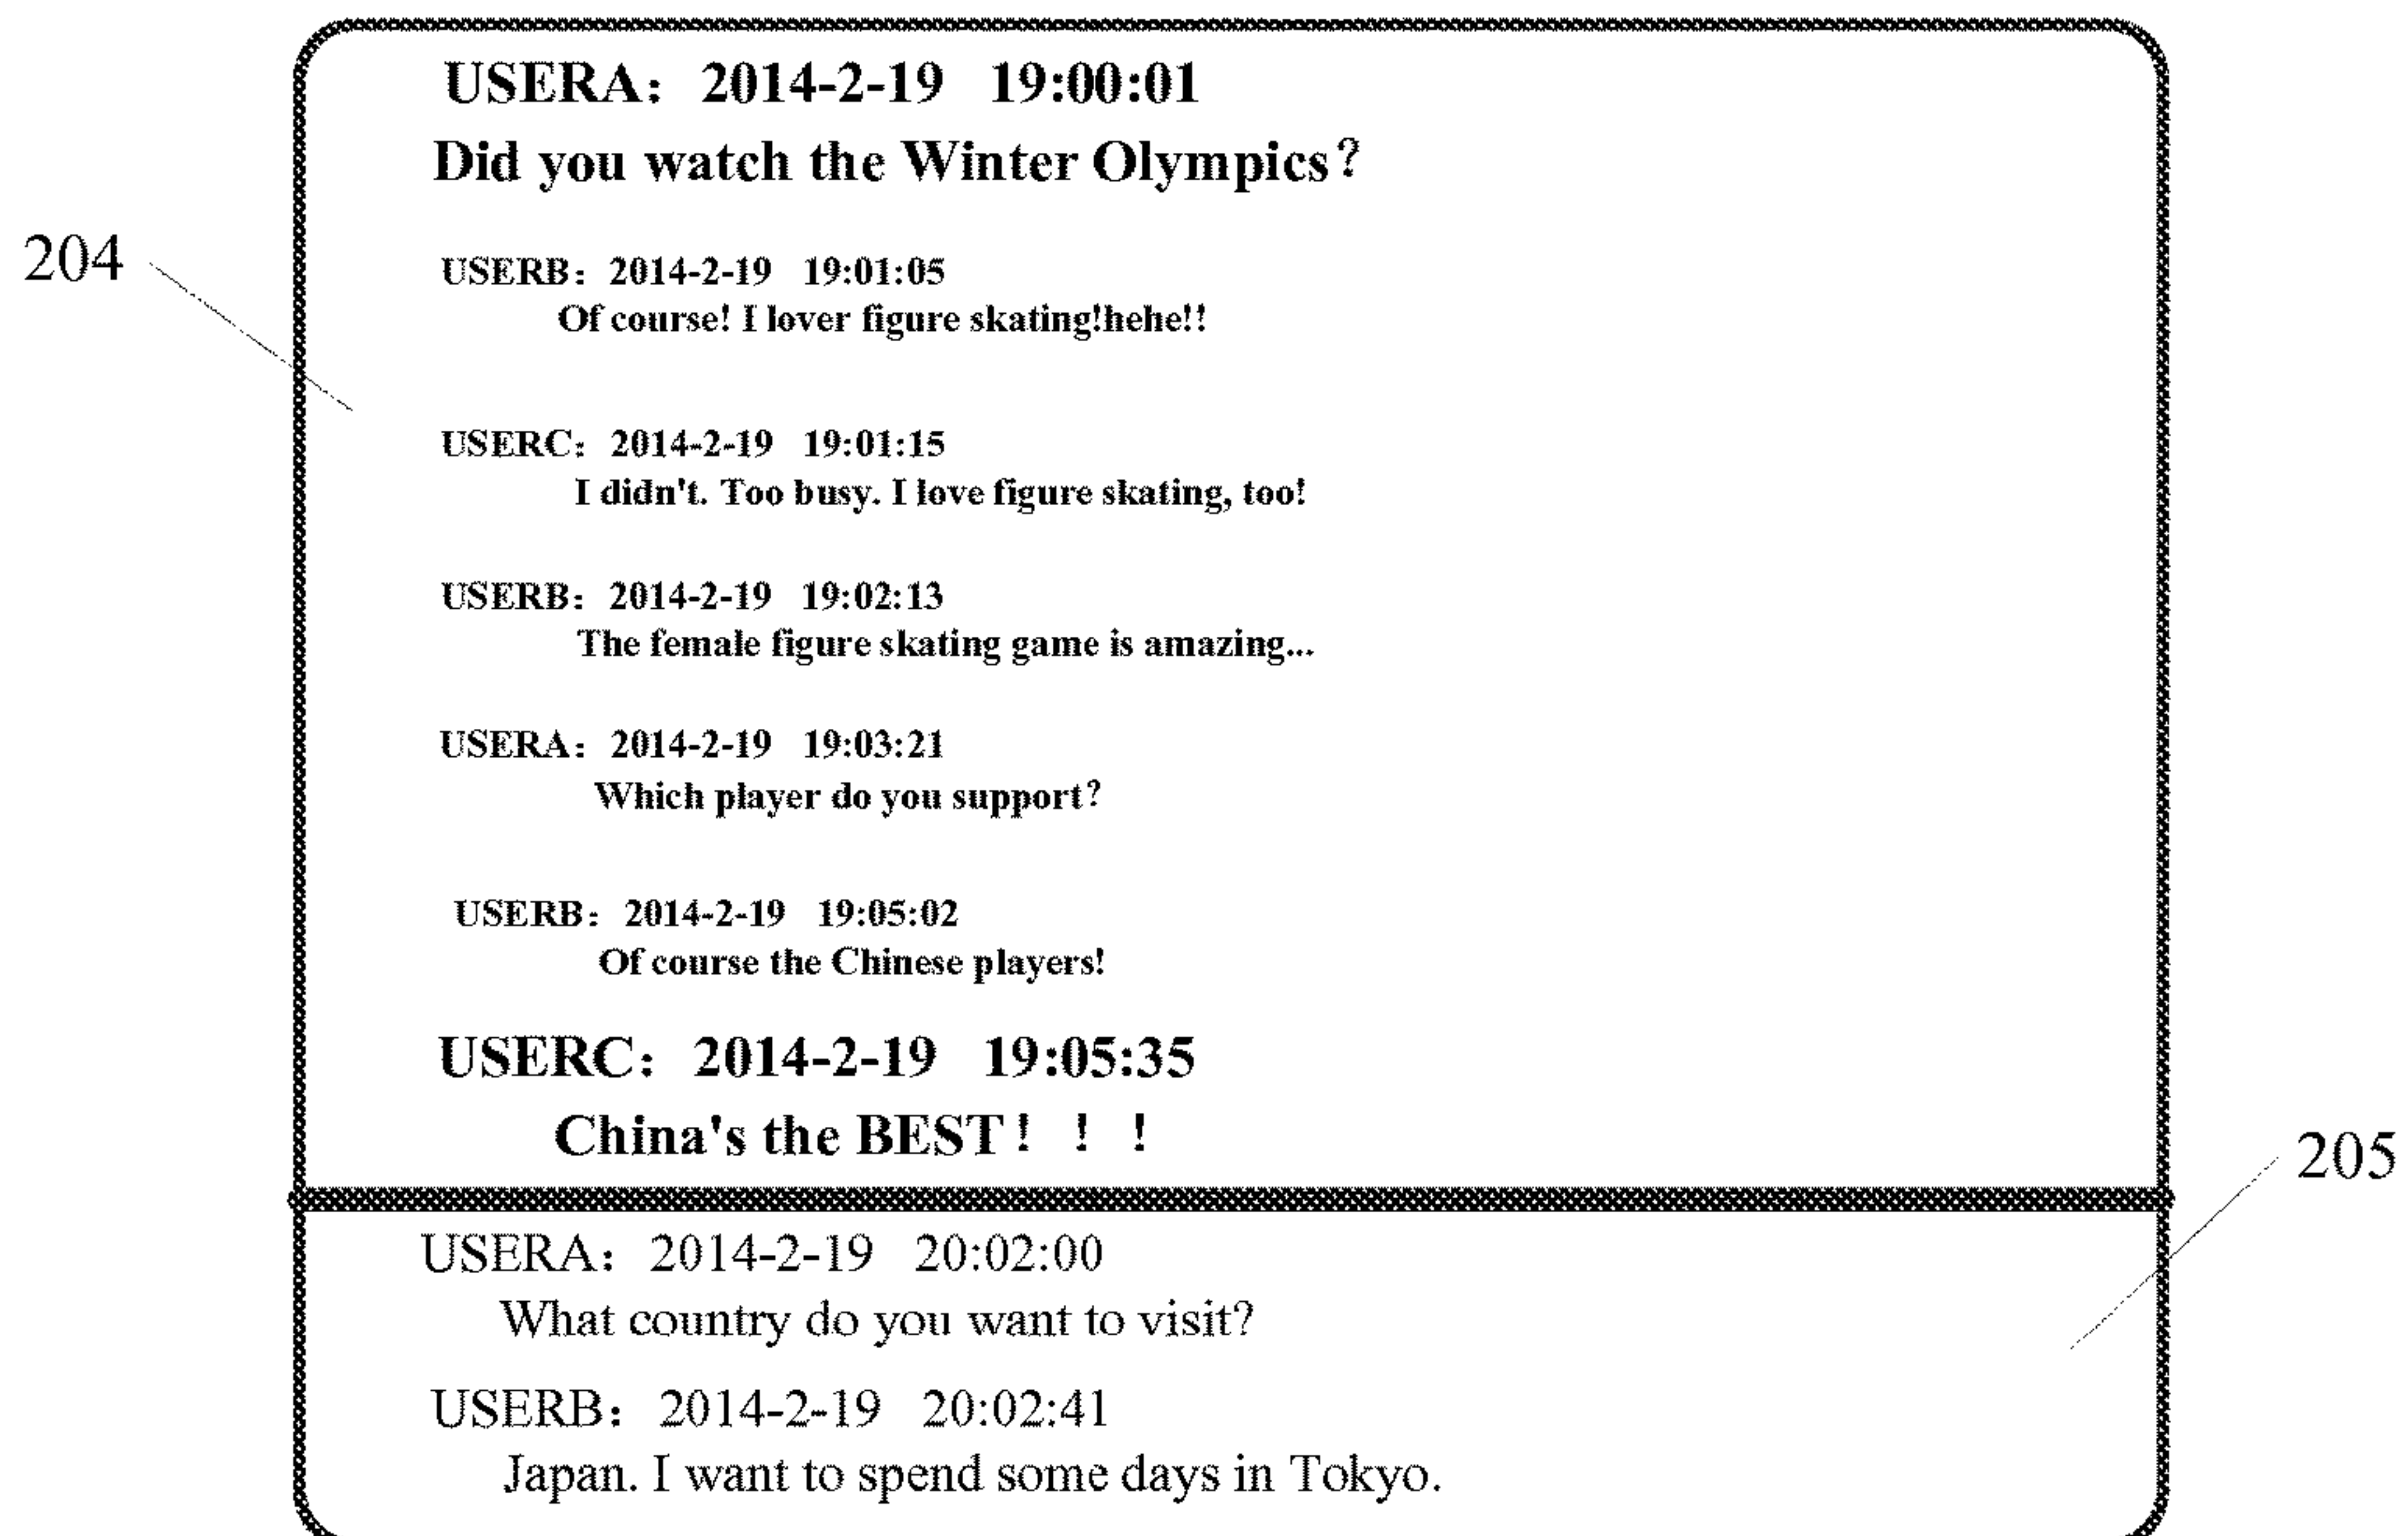 USERA： 2014-2-19 19:00:01
Did you watch the Winter Olympics？
204
USERB： 2014-2-19 19:01:05
Of course! I lover figure skating!hehe!!
USERC： 2014-2-19 19:01:15
I didn't. Too busy. I love figure skating, too!
USERB： 2014-2-19 19:02:13
The female figure skating game is amazing...
USERA： 2014-2-19 19:03:21
Which player do you support？
USERB： 2014-2-19 19:05:02
Of course the Chinese players!
USERC： 2014-2-19 19:05:35
China's the BEST！！！
205
USERA： 2014-2-19 20:02:00
What country do you want to visit?
USERB： 2014-2-19 20:02:41
Japan. I want to spend some days in Tokyo.